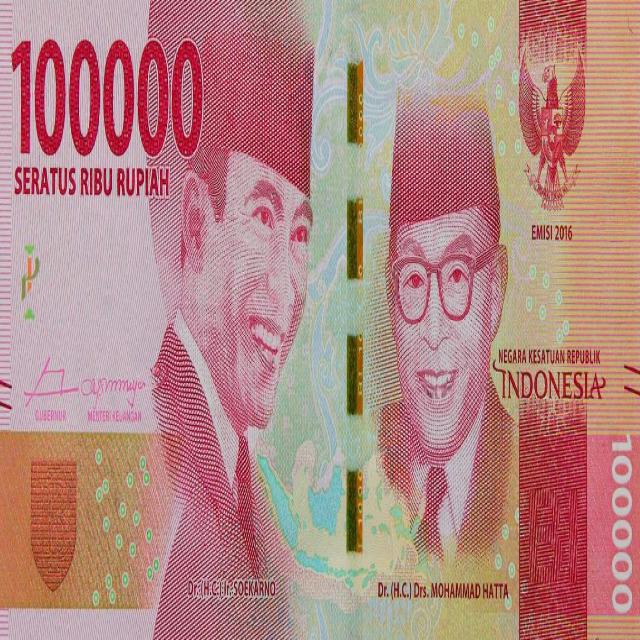 100000
SERATUS RIBU RUPIAH
EMISI 2016
NEGARA KESATUAN REPUBLIK
INDONESIA
GUBERNUR
MENTERI KEUANGAN
100000
Dr. (H.C.) Ir. SOEKARNO
Dr. (H.C.) Drs. MOHAMMAD HATTA